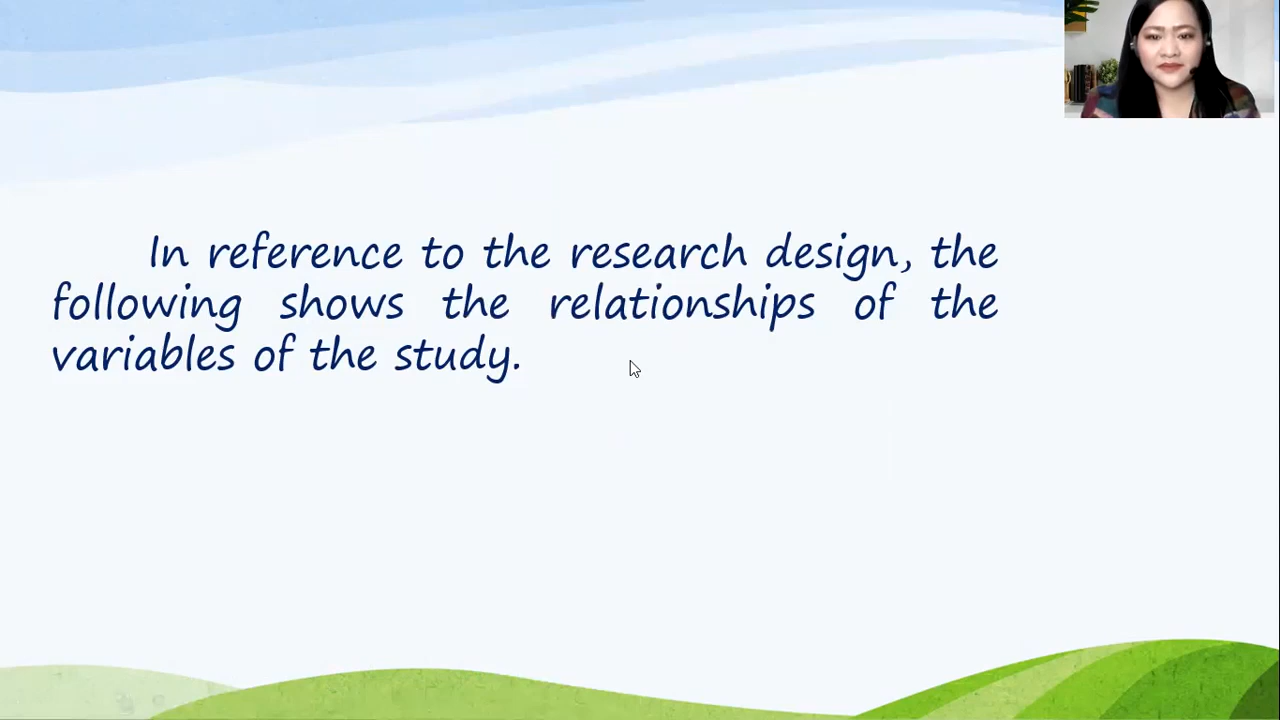 In reference to the research design, the
following shows the relationships of the
variables of the study.